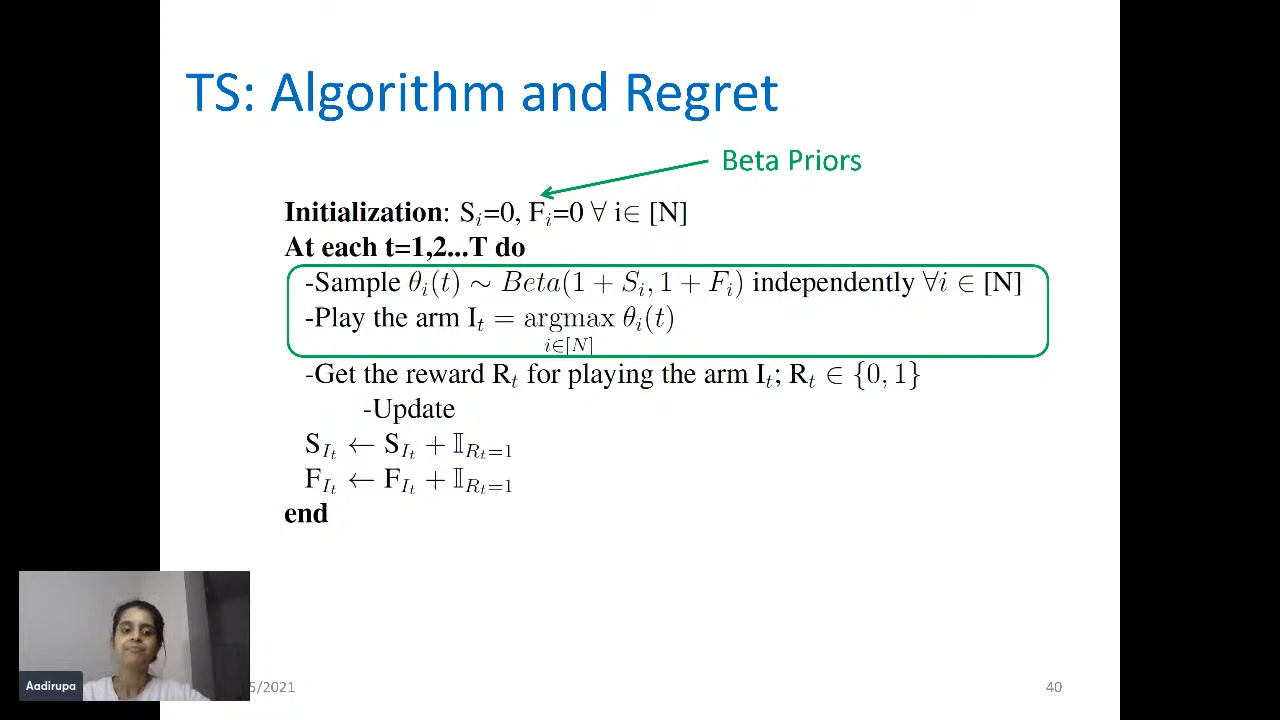 TS: Algorithm and Regret
Beta Priors
Initialization: S_i=0, F_i=0 ∀ i∈ [N]
At each t=1,2...T do
-Sample θ_i(t) ∼ Beta(1 + S_i, 1 + F_i) independently ∀i ∈ [N]
-Play the arm I_t = argmax θ_i(t)
i∈[N]
-Get the reward R_t for playing the arm I_t; R_t ∈ {0, 1}
-Update
S_{I_t} ← S_{I_t} + 𝕀_{R_t=1}
F_{I_t} ← F_{I_t} + 𝕀_{R_t=1}
end
Aadirupa
5/2021
40